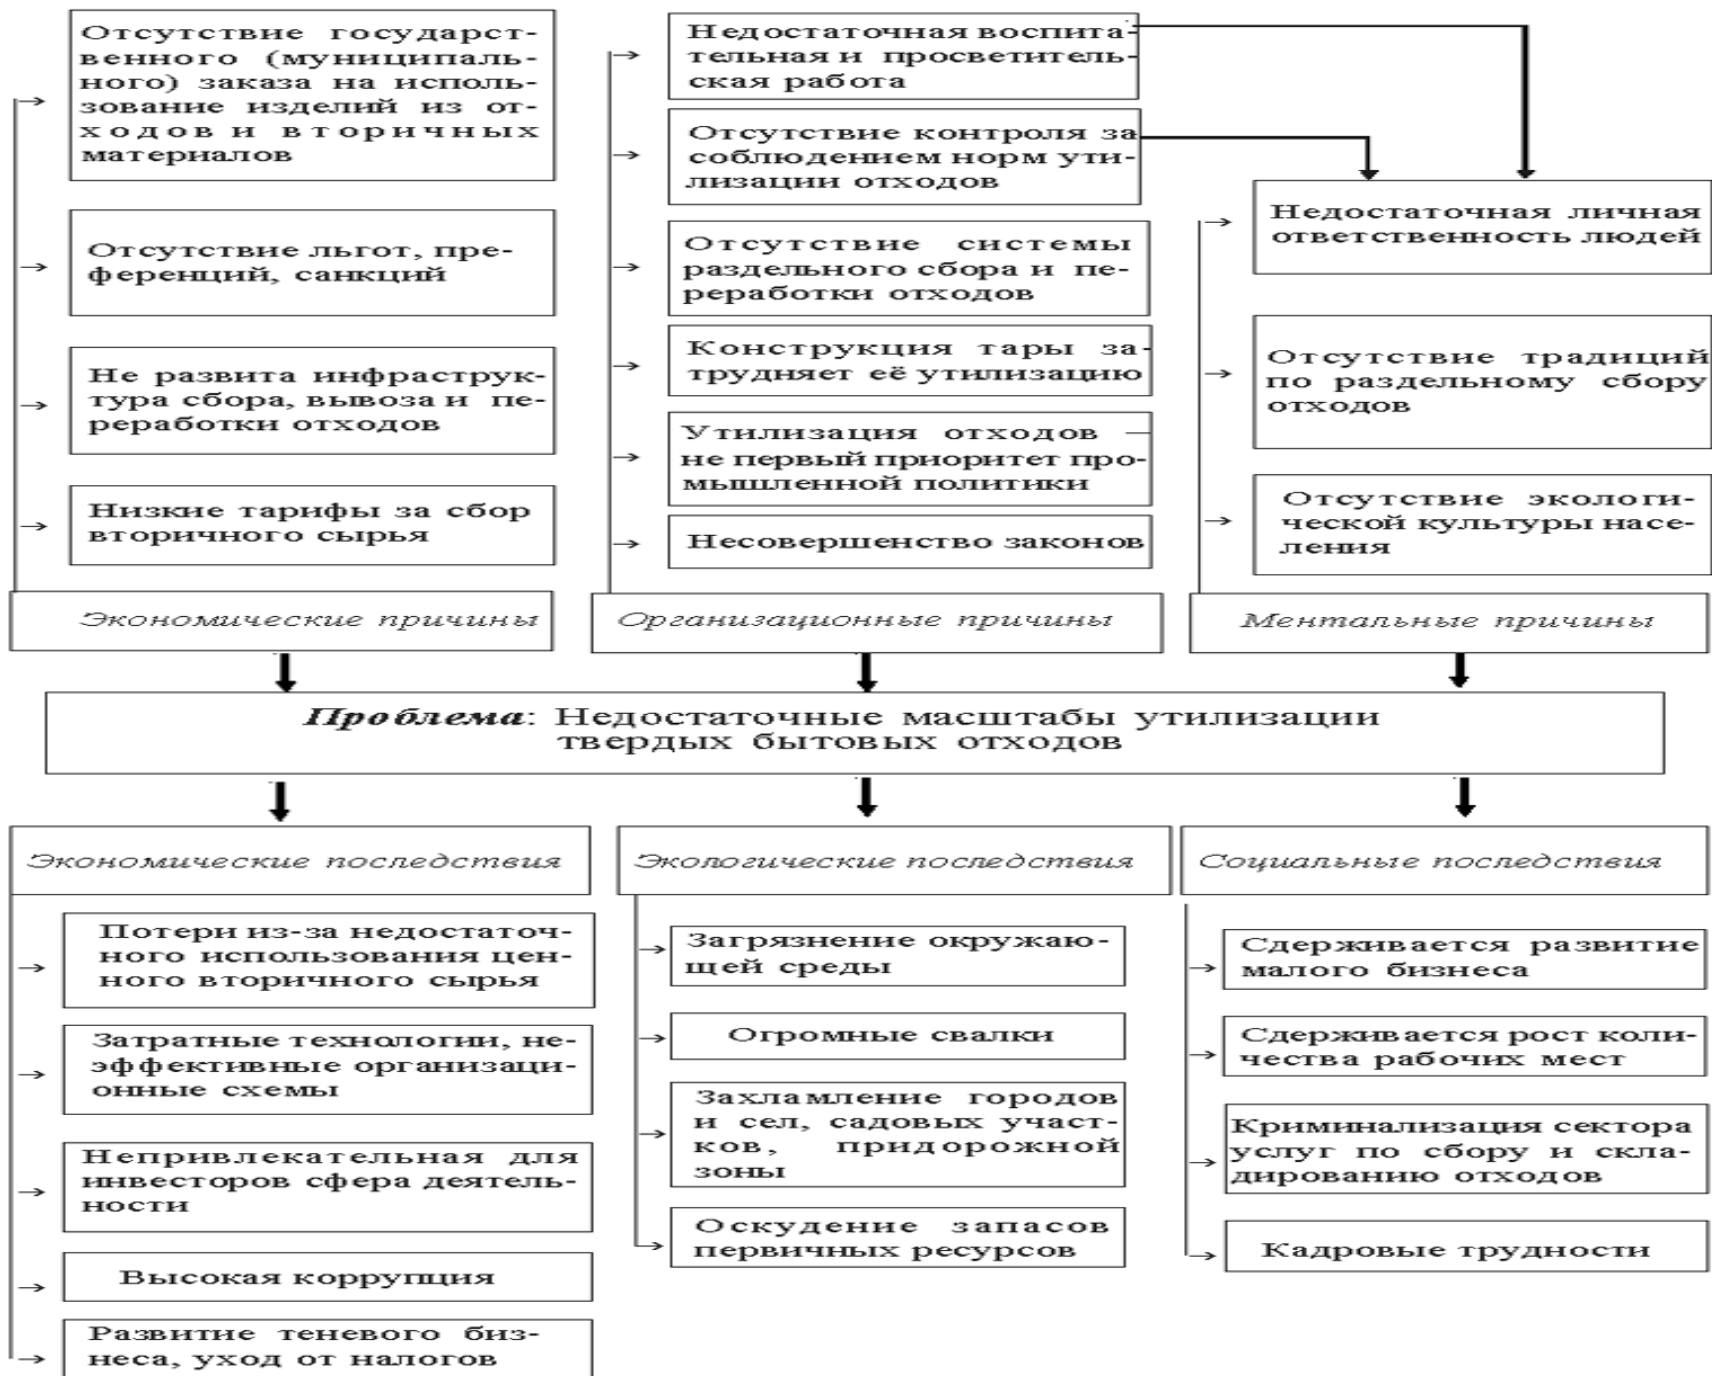 Отсутствие государст-
венного (муниципаль-
ного) заказа на исполь-
зование изделий из от-
ходов и вторичных
материалов
Отсутствие льгот, пре-
ференций, санкций
Не развита инфраструк-
тура сбора, вывоза и пе-
реработки отходов
Низкие тарифы за сбор
вторичного сырья
Экономические причины
Недостаточная воспита-
тельная и просветитель-
ская работа
Отсутствие контроля за
соблюдением норм ути-
лизации отходов
Отсутствие системы
раздельного сбора и пе-
реработки отходов
Конструкция тары за-
трудняет её утилизацию
Утилизация отходов –
не первый приоритет про-
мышленной политики
Несовершенство законов
Организационные причины
Недостаточная личная
ответственность людей
Отсутствие традиций
по раздельному сбору
отходов
Отсутствие экологи-
ческой культуры насе-
ления
Ментальные причины
Проблема: Недостаточные масштабы утилизации
твердых бытовых отходов
Экономические последствия
Потери из-за недостаточ-
ного использования цен-
ного вторичного сырья
Затратные технологии, не-
эффективные организаци-
онные схемы
Непривлекательная для
инвесторов сфера деятель-
ности
Высокая коррупция
Развитие теневого биз-
неса, уход от налогов
Экологические последствия
Загрязнение окружаю-
щей среды
Огромные свалки
Захламление городов
и сел, садовых участ-
ков, придорожной
зоны
Оскудение запасов
первичных ресурсов
Социальные последствия
Сдерживается развитие
малого бизнеса
Сдерживается рост коли-
чества рабочих мест
Криминализация сектора
услуг по сбору и скла-
дированию отходов
Кадровые трудности